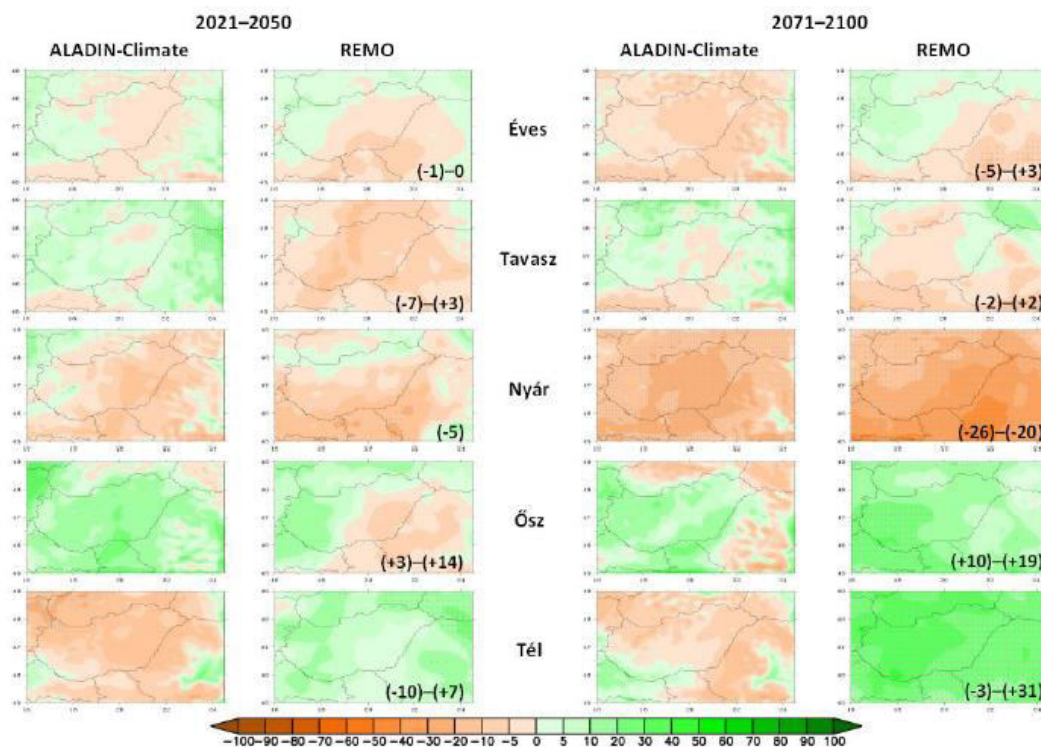 2021–2050 2071–2100
ALADIN-Climate REMO ALADIN-Climate REMO
Éves
(-1)–0 (-5)–(+3)
Tavasz
(-7)–(+3) (-2)–(+2)
Nyár
(-5) (-26)–(-20)
Ősz
(+3)–(+14) (+10)–(+19)
Tél
(-10)–(+7) (-3)–(+31)
−100 −90 −80 −70 −60 −50 −40 −30 −20 −10 −5 0 5 10 20 30 40 50 60 70 80 90 100